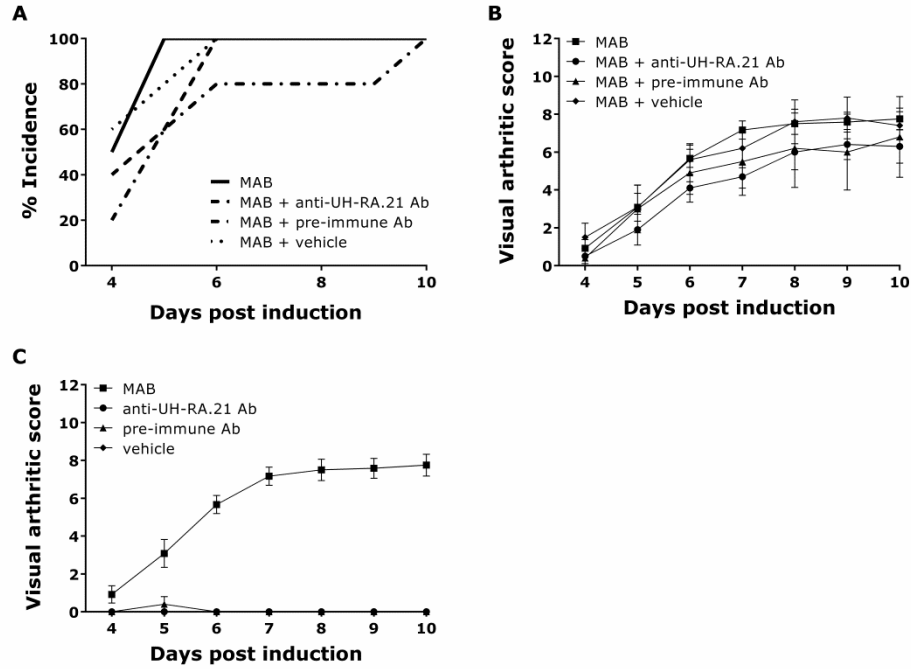 A
100
80
60
40
20
0
% Incidence
MAB
MAB + anti-UH-RA.21 Ab
MAB + pre-immune Ab
MAB + vehicle
4 6 8 10
Days post induction
B
12
10
8
6
4
2
0
Visual arthritic score
MAB
MAB + anti-UH-RA.21 Ab
MAB + pre-immune Ab
MAB + vehicle
4 5 6 7 8 9 10
Days post induction
C
12
10
8
6
4
2
0
Visual arthritic score
MAB
anti-UH-RA.21 Ab
pre-immune Ab
vehicle
4 5 6 7 8 9 10
Days post induction